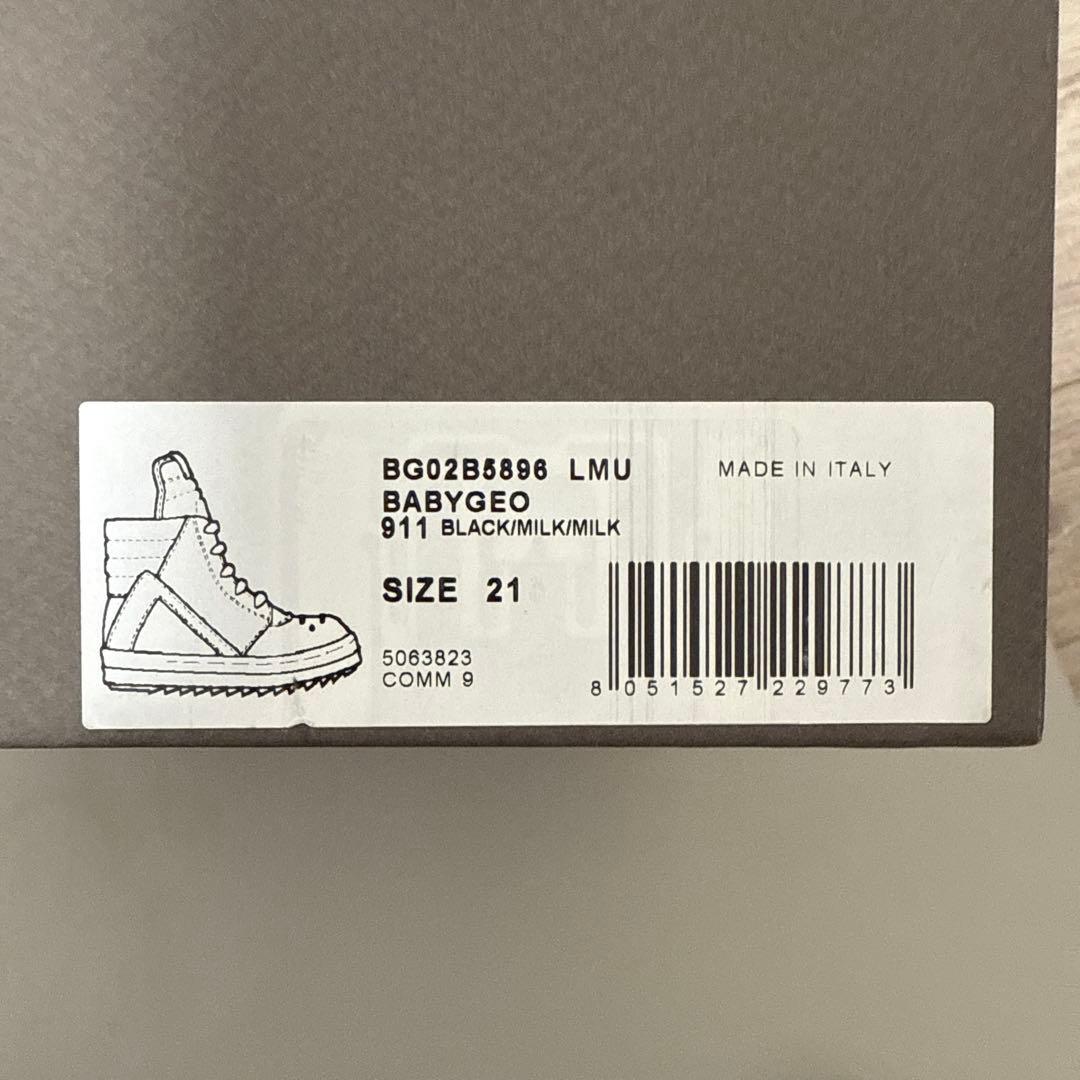 BG02B5896 LMU
MADE IN ITALY
BABYGEO
911 BLACK/MILK/MILK
SIZE 21
5063823
COMM 9
8 051527 229773